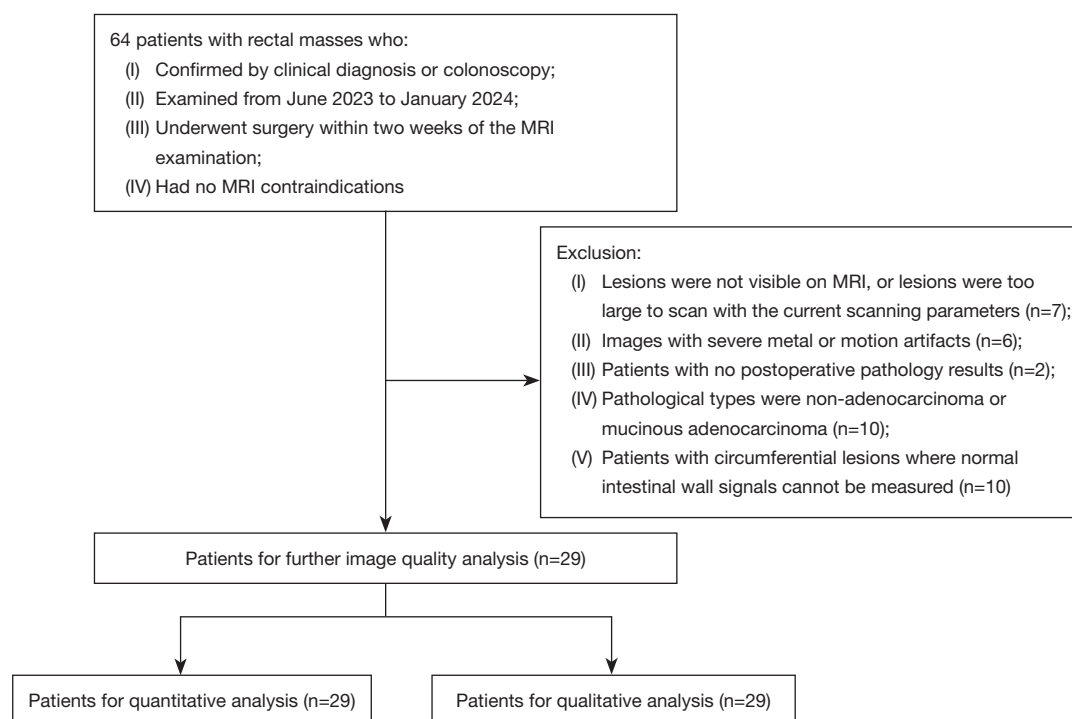 64 patients with rectal masses who:
(I) Confirmed by clinical diagnosis or colonoscopy;
(II) Examined from June 2023 to January 2024;
(III) Underwent surgery within two weeks of the MRI
examination;
(IV) Had no MRI contraindications
Exclusion:
(I) Lesions were not visible on MRI, or lesions were too
large to scan with the current scanning parameters (n=7);
(II) Images with severe metal or motion artifacts (n=6);
(III) Patients with no postoperative pathology results (n=2);
(IV) Pathological types were non-adenocarcinoma or
mucinous adenocarcinoma (n=10);
(V) Patients with circumferential lesions where normal
intestinal wall signals cannot be measured (n=10)
Patients for further image quality analysis (n=29)
Patients for quantitative analysis (n=29)
Patients for qualitative analysis (n=29)